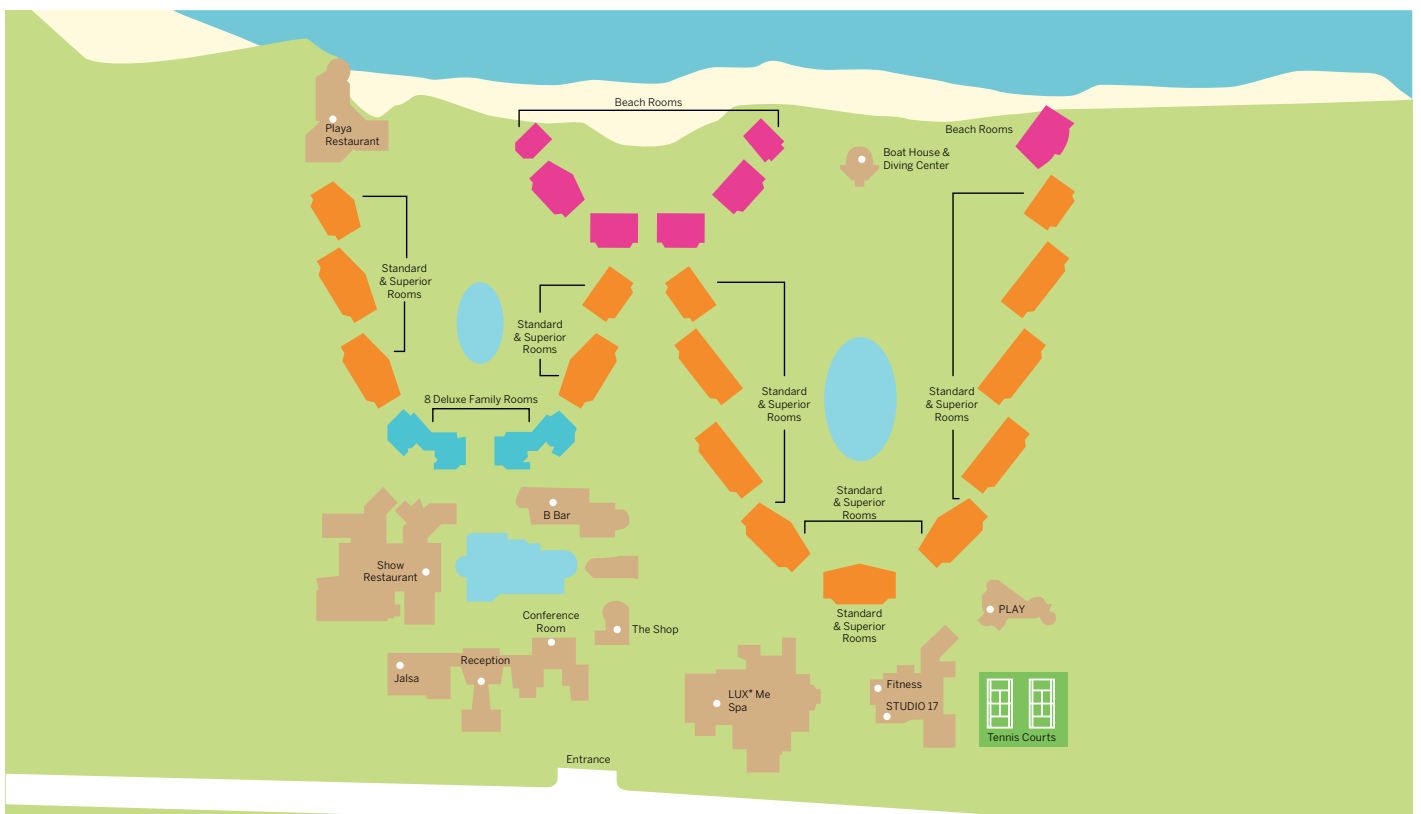 Beach Rooms
Playa
Restaurant
Beach Rooms
Boat House &
Diving Center
Standard
& Superior
Rooms
Standard
& Superior
Rooms
Standard
& Superior
Rooms
Standard
& Superior
Rooms
8 Deluxe Family Rooms
Standard
& Superior
Rooms
B Bar
Show
Restaurant
Conference
Room
The Shop
Standard
& Superior
Rooms
PLAY
Reception
Jalsa
LUX* Me
Spa
Fitness
STUDIO 17
Tennis Courts
Entrance